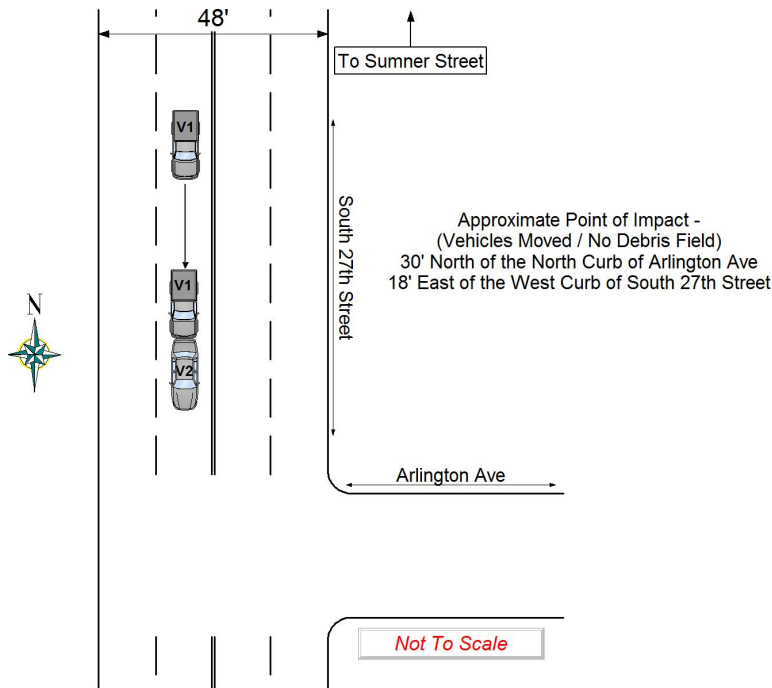 48'
To Sumner Street
V1
South 27th Street
Approximate Point of Impact -
(Vehicles Moved / No Debris Field)
30' North of the North Curb of Arlington Ave
18' East of the West Curb of South 27th Street
V1
N
V2
Arlington Ave
Not To Scale